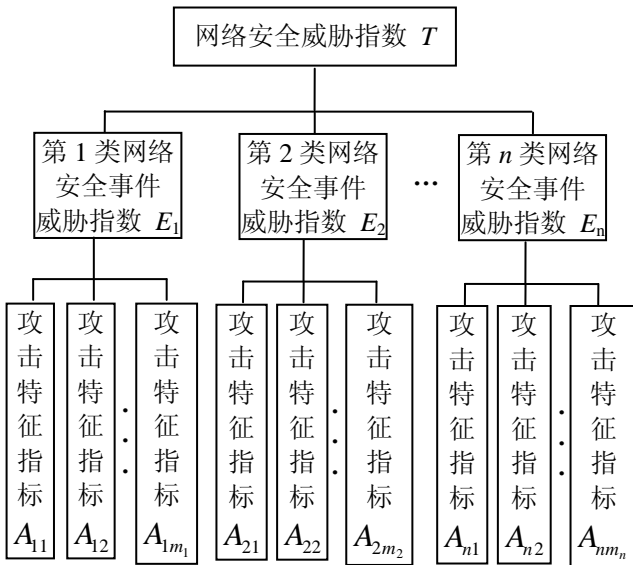 网络安全威胁指数 T
第 1 类网络
安全事件
威胁指数 E₁
第 2 类网络
安全事件
威胁指数 E₂
...
第 n 类网络
安全事件
威胁指数 Eₙ
攻击特征指标 A₁₁
攻击特征指标 A₁₂
...
攻击特征指标 A₁ₘ₁
攻击特征指标 A₂₁
攻击特征指标 A₂₂
...
攻击特征指标 A₂ₘ₂
攻击特征指标 Aₙ₁
攻击特征指标 Aₙ₂
...
攻击特征指标 Aₙₘₙ